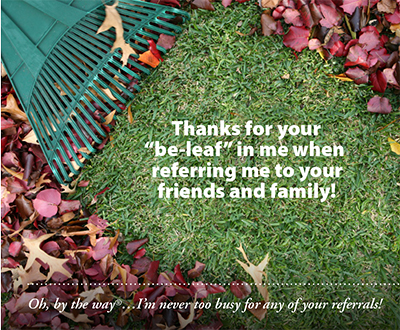 Thanks for your
“be-leaf” in me when
referring me to your
friends and family!
Oh, by the way®…I’m never too busy for any of your referrals!